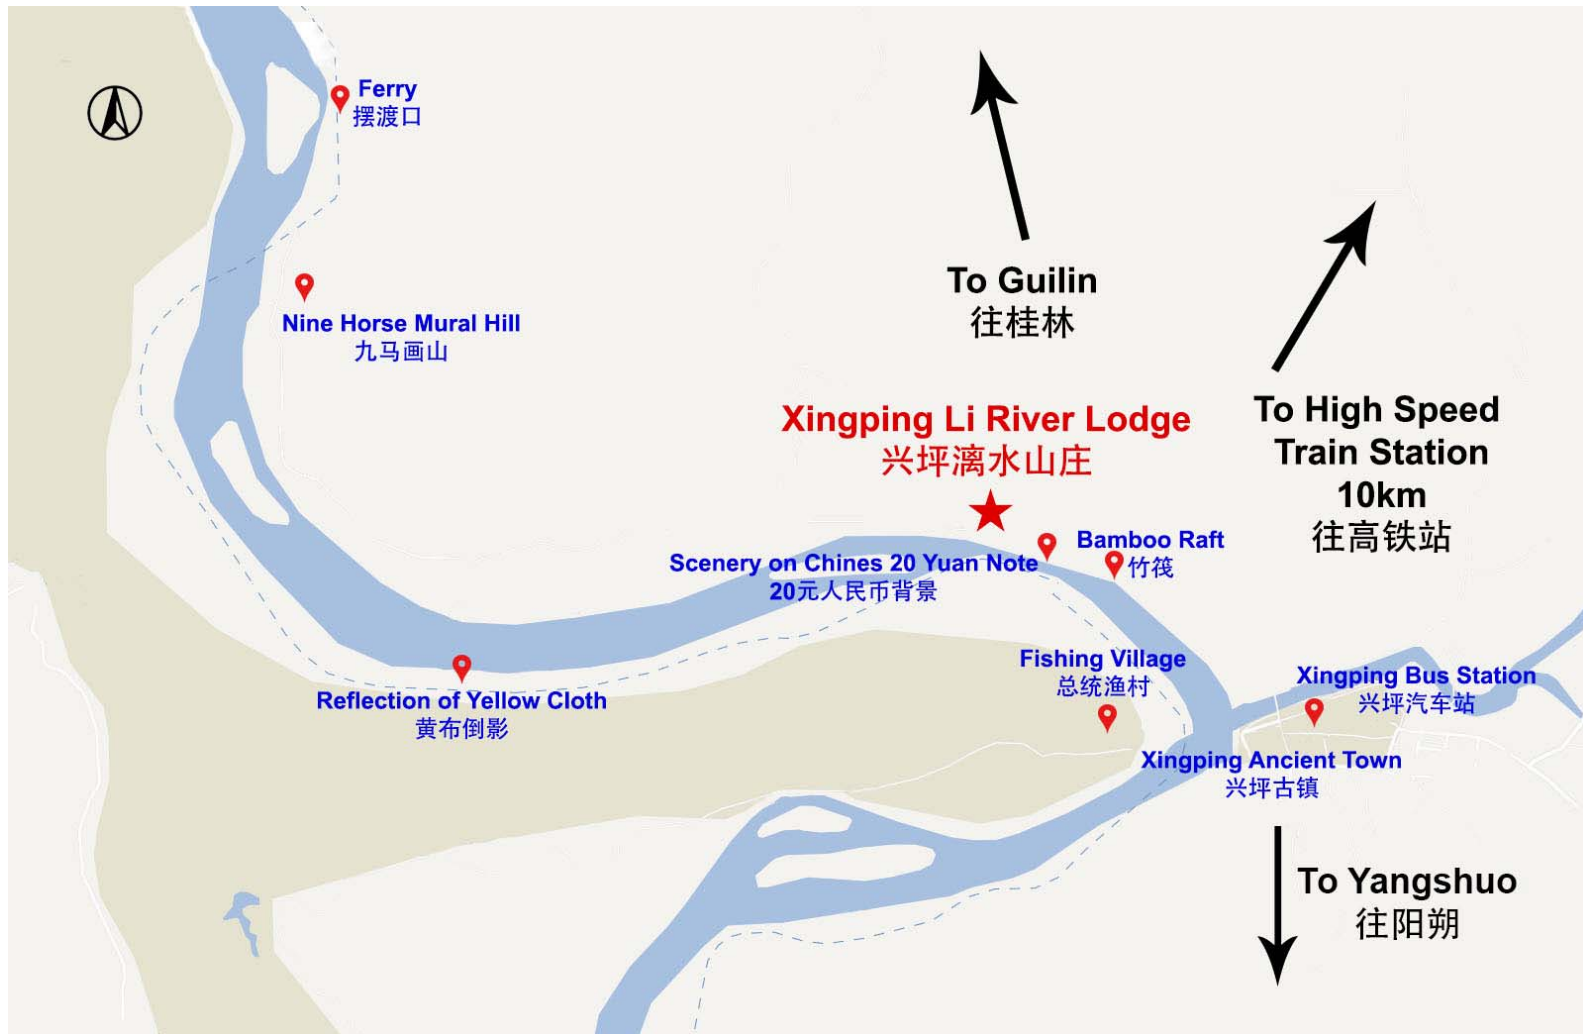 Ferry
摆渡口
Nine Horse Mural Hill
九马画山
To Guilin
往桂林
To High Speed
Train Station
10km
往高铁站
Xingping Li River Lodge
兴坪漓水山庄
Scenery on Chines 20 Yuan Note
20元人民币背景
Bamboo Raft
竹筏
Fishing Village
总统渔村
Reflection of Yellow Cloth
黄布倒影
Xingping Bus Station
兴坪汽车站
Xingping Ancient Town
兴坪古镇
To Yangshuo
往阳朔